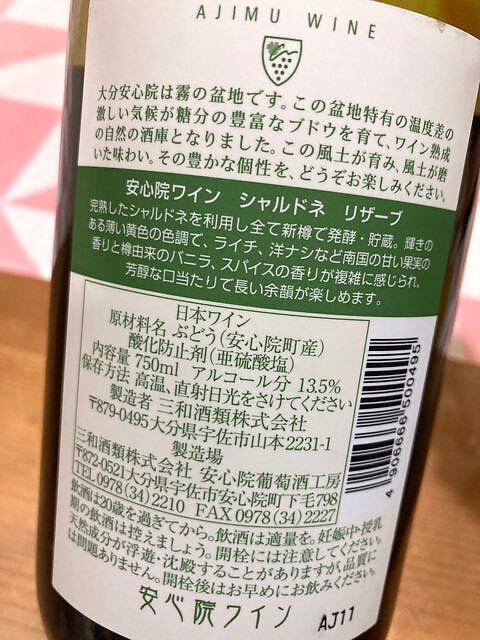 AJIMU WINE
大分安心院は霧の盆地です。この盆地特有の温度差の
激しい気候が糖分の豊富なブドウを育て、ワイン熟成
の自然の酒庫となりました。この風土が育み、風土が磨
いた味わい。その豊かな個性を、どうぞお楽しみください。
安心院ワイン シャルドネ リザーブ
完熟したシャルドネを利用し全て新樽で発酵・貯蔵。輝きの
ある薄い黄色の色調で、ライチ、洋ナシなど南国の甘い果実の
香りと樽由来のバニラ、スパイスの香りが複雑に感じられ、
芳醇な口当たりで長い余韻が楽しめます。
日本ワイン
原材料名 ぶどう(安心院町産)
酸化防止剤(亜硫酸塩)
内容量 750ml アルコール分 13.5%
保存方法 高温、直射日光をさけてください
製造者 三和酒類株式会社
〒879-0495大分県宇佐市山本2231-1
製造場
三和酒類株式会社 安心院葡萄酒工房
〒872-0521大分県宇佐市安心院町下毛798
TEL0978(34)2210 FAX0978(34)2227
4906666500495
飲酒は20歳を過ぎてから。飲酒は適量を。妊娠中・授乳
期の飲酒は控えましょう。開栓には注意してください。
天然成分が浮遊・沈殿することがありますが、品質に
は問題ありません。開栓後はお早めにお飲みください。
安心院ワイン
AJ11